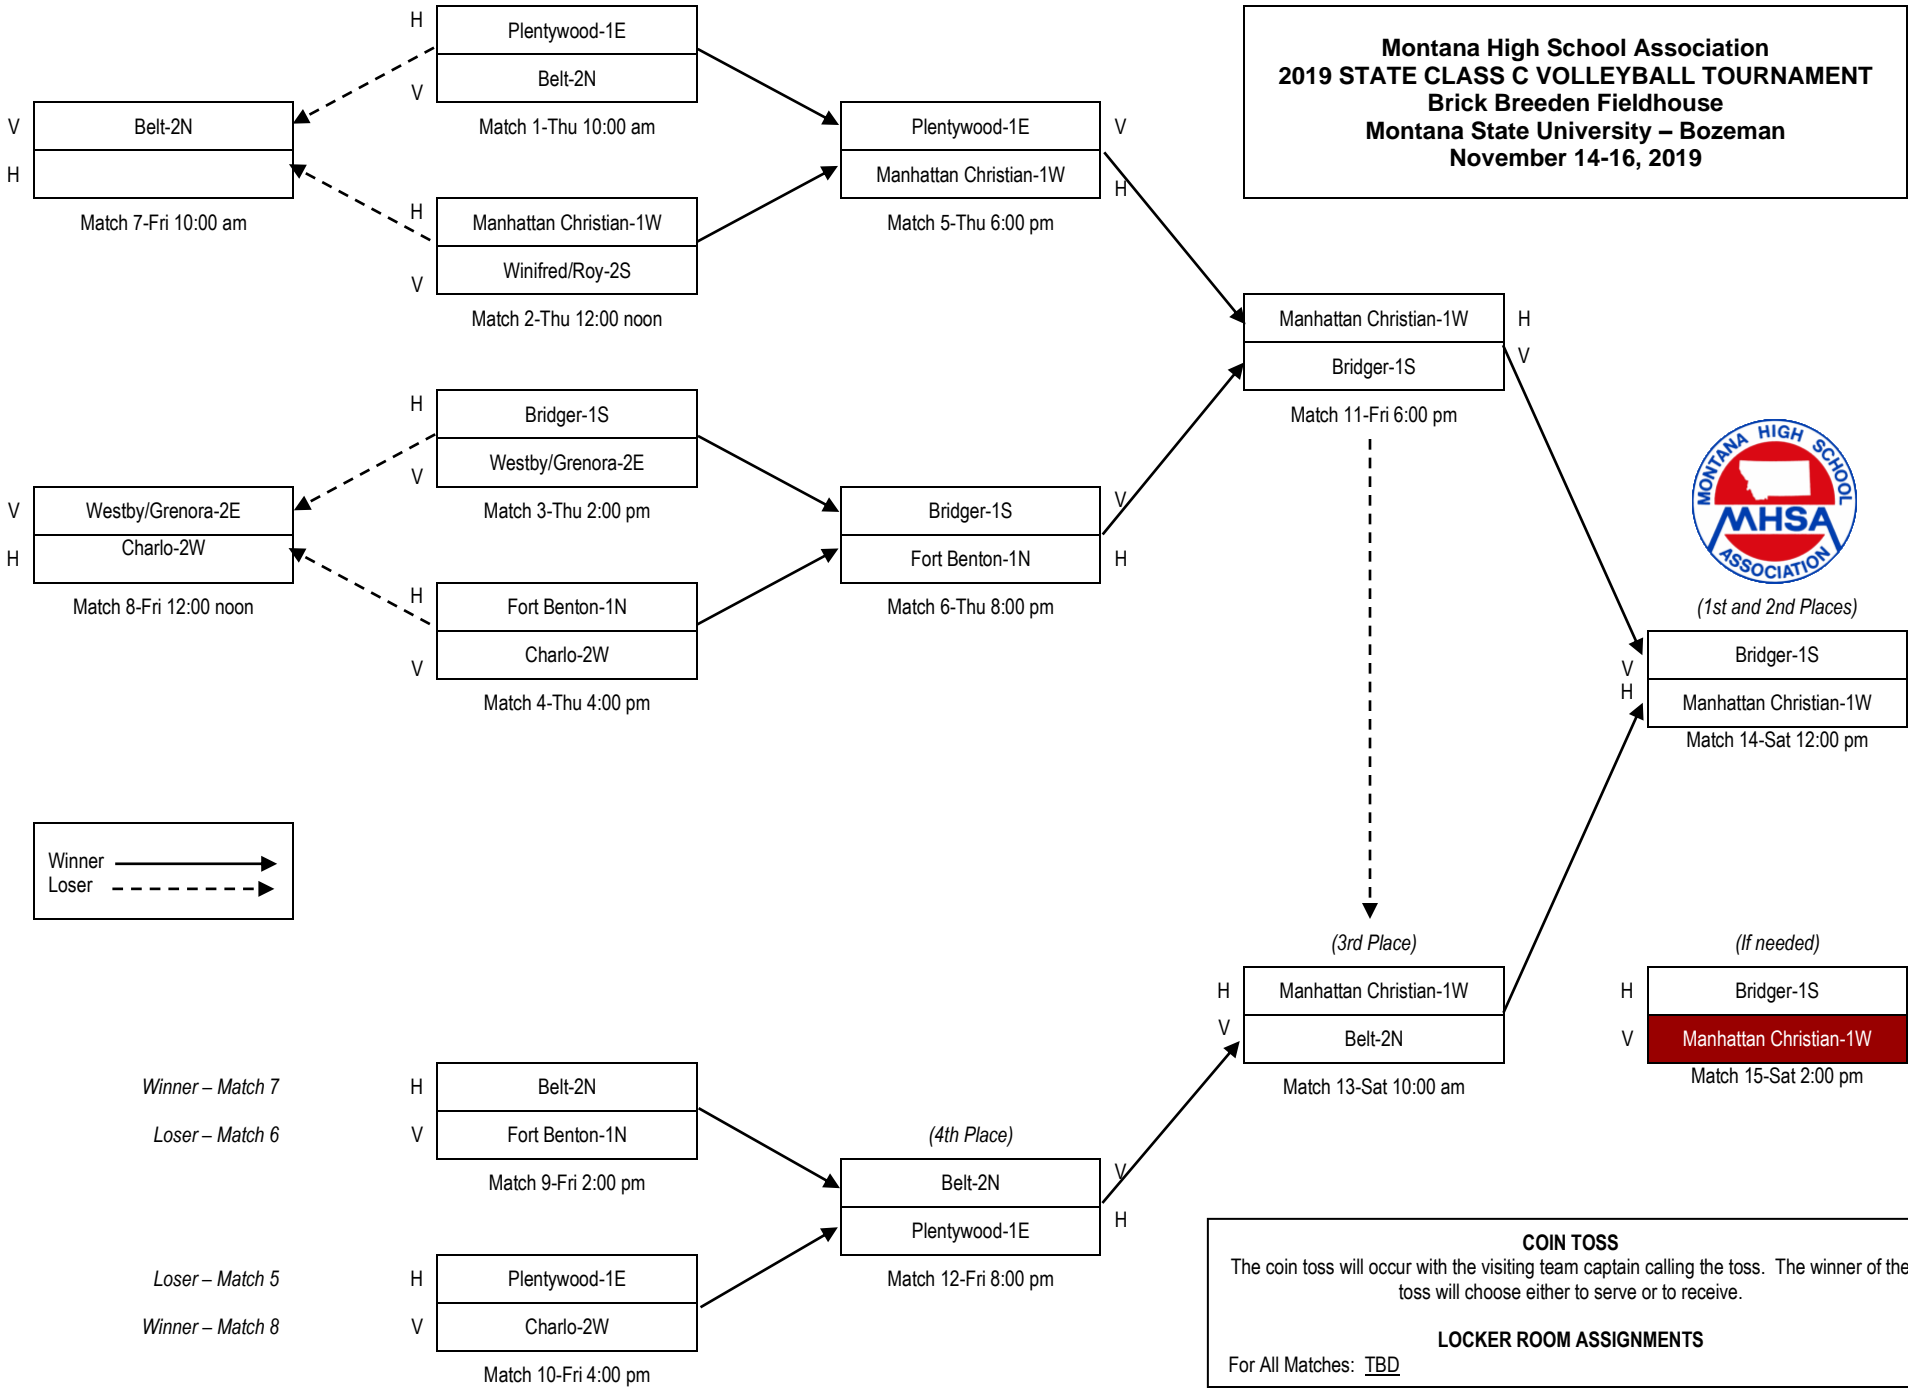 Montana High School Association
2019 STATE CLASS C VOLLEYBALL TOURNAMENT
Brick Breeden Fieldhouse
Montana State University – Bozeman
November 14-16, 2019
H
Plentywood-1E
V
Belt-2N
Match 1-Thu 10:00 am
V
Belt-2N
H
Match 7-Fri 10:00 am
H
Manhattan Christian-1W
V
Winifred/Roy-2S
Match 2-Thu 12:00 noon
Plentywood-1E
V
Manhattan Christian-1W
H
Match 5-Thu 6:00 pm
Manhattan Christian-1W
H
Bridger-1S
V
Match 11-Fri 6:00 pm
H
Bridger-1S
V
Westby/Grenora-2E
Match 3-Thu 2:00 pm
V
Westby/Grenora-2E
H
Charlo-2W
Match 8-Fri 12:00 noon
H
Fort Benton-1N
V
Charlo-2W
Match 4-Thu 4:00 pm
Bridger-1S
V
Fort Benton-1N
H
Match 6-Thu 8:00 pm
MONTANA HIGH SCHOOL
MHSA
ASSOCIATION
(1st and 2nd Places)
V
Bridger-1S
H
Manhattan Christian-1W
Match 14-Sat 12:00 pm
Winner
Loser
(3rd Place)
H
Manhattan Christian-1W
V
Belt-2N
Match 13-Sat 10:00 am
(If needed)
H
Bridger-1S
V
Manhattan Christian-1W
Match 15-Sat 2:00 pm
Winner – Match 7
H
Belt-2N
Loser – Match 6
V
Fort Benton-1N
Match 9-Fri 2:00 pm
(4th Place)
Belt-2N
V
Plentywood-1E
H
Match 12-Fri 8:00 pm
Loser – Match 5
H
Plentywood-1E
Winner – Match 8
V
Charlo-2W
Match 10-Fri 4:00 pm
COIN TOSS
The coin toss will occur with the visiting team captain calling the toss. The winner of the
toss will choose either to serve or to receive.
LOCKER ROOM ASSIGNMENTS
For All Matches: TBD